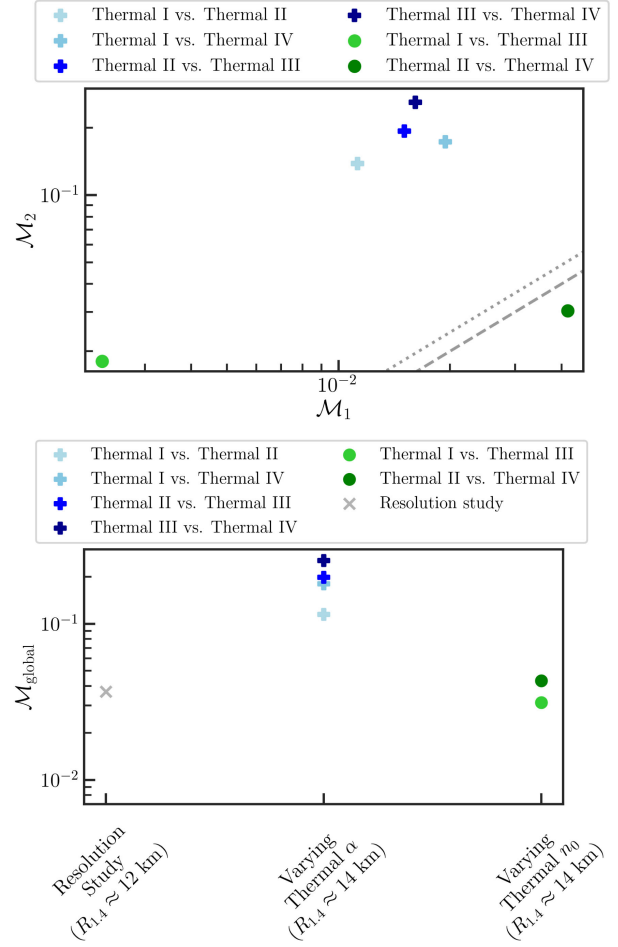 Thermal I vs. Thermal II
Thermal I vs. Thermal IV
Thermal II vs. Thermal III
Thermal III vs. Thermal IV
Thermal I vs. Thermal III
Thermal II vs. Thermal IV
10⁻¹
ℳ₂
10⁻²
ℳ₁
Thermal I vs. Thermal II
Thermal I vs. Thermal IV
Thermal II vs. Thermal III
Thermal III vs. Thermal IV
Thermal I vs. Thermal III
Thermal II vs. Thermal IV
Resolution study
10⁻¹
10⁻²
ℳ_global
Resolution
Study
(R₁.₄ ≈ 12 km)
Varying
Thermal α
(R₁.₄ ≈ 14 km)
Varying
Thermal n₀
(R₁.₄ ≈ 14 km)